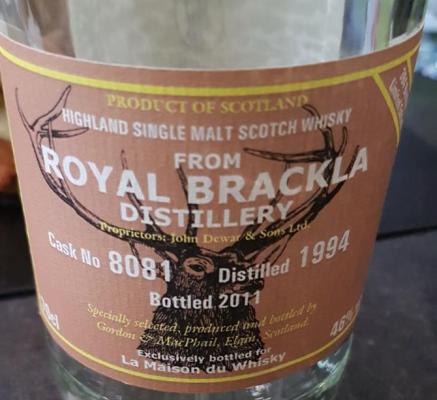 PRODUCT OF SCOTLAND
HIGHLAND SINGLE MALT SCOTCH WHISKY
FROM
ROYAL BRACKLA
DISTILLERY
Proprietors: John Dewar & Sons Ltd.
Cask No 8081 Distilled 1994
Bottled 2011
Specially selected, produced and bottled by
Gordon & MacPhail, Elgin, Scotland.
46%
Exclusively bottled for
La Maison du Whisky